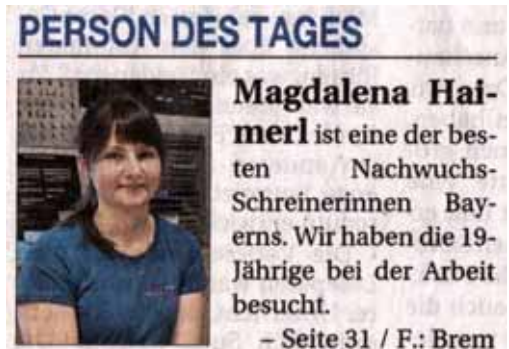 PERSON DES TAGES
Magdalena Hai-
merl ist eine der bes-
ten Nachwuchs-
Schreinerinnen Bay-
erns. Wir haben die 19-
Jährige bei der Arbeit
besucht.
– Seite 31 / F.: Brem